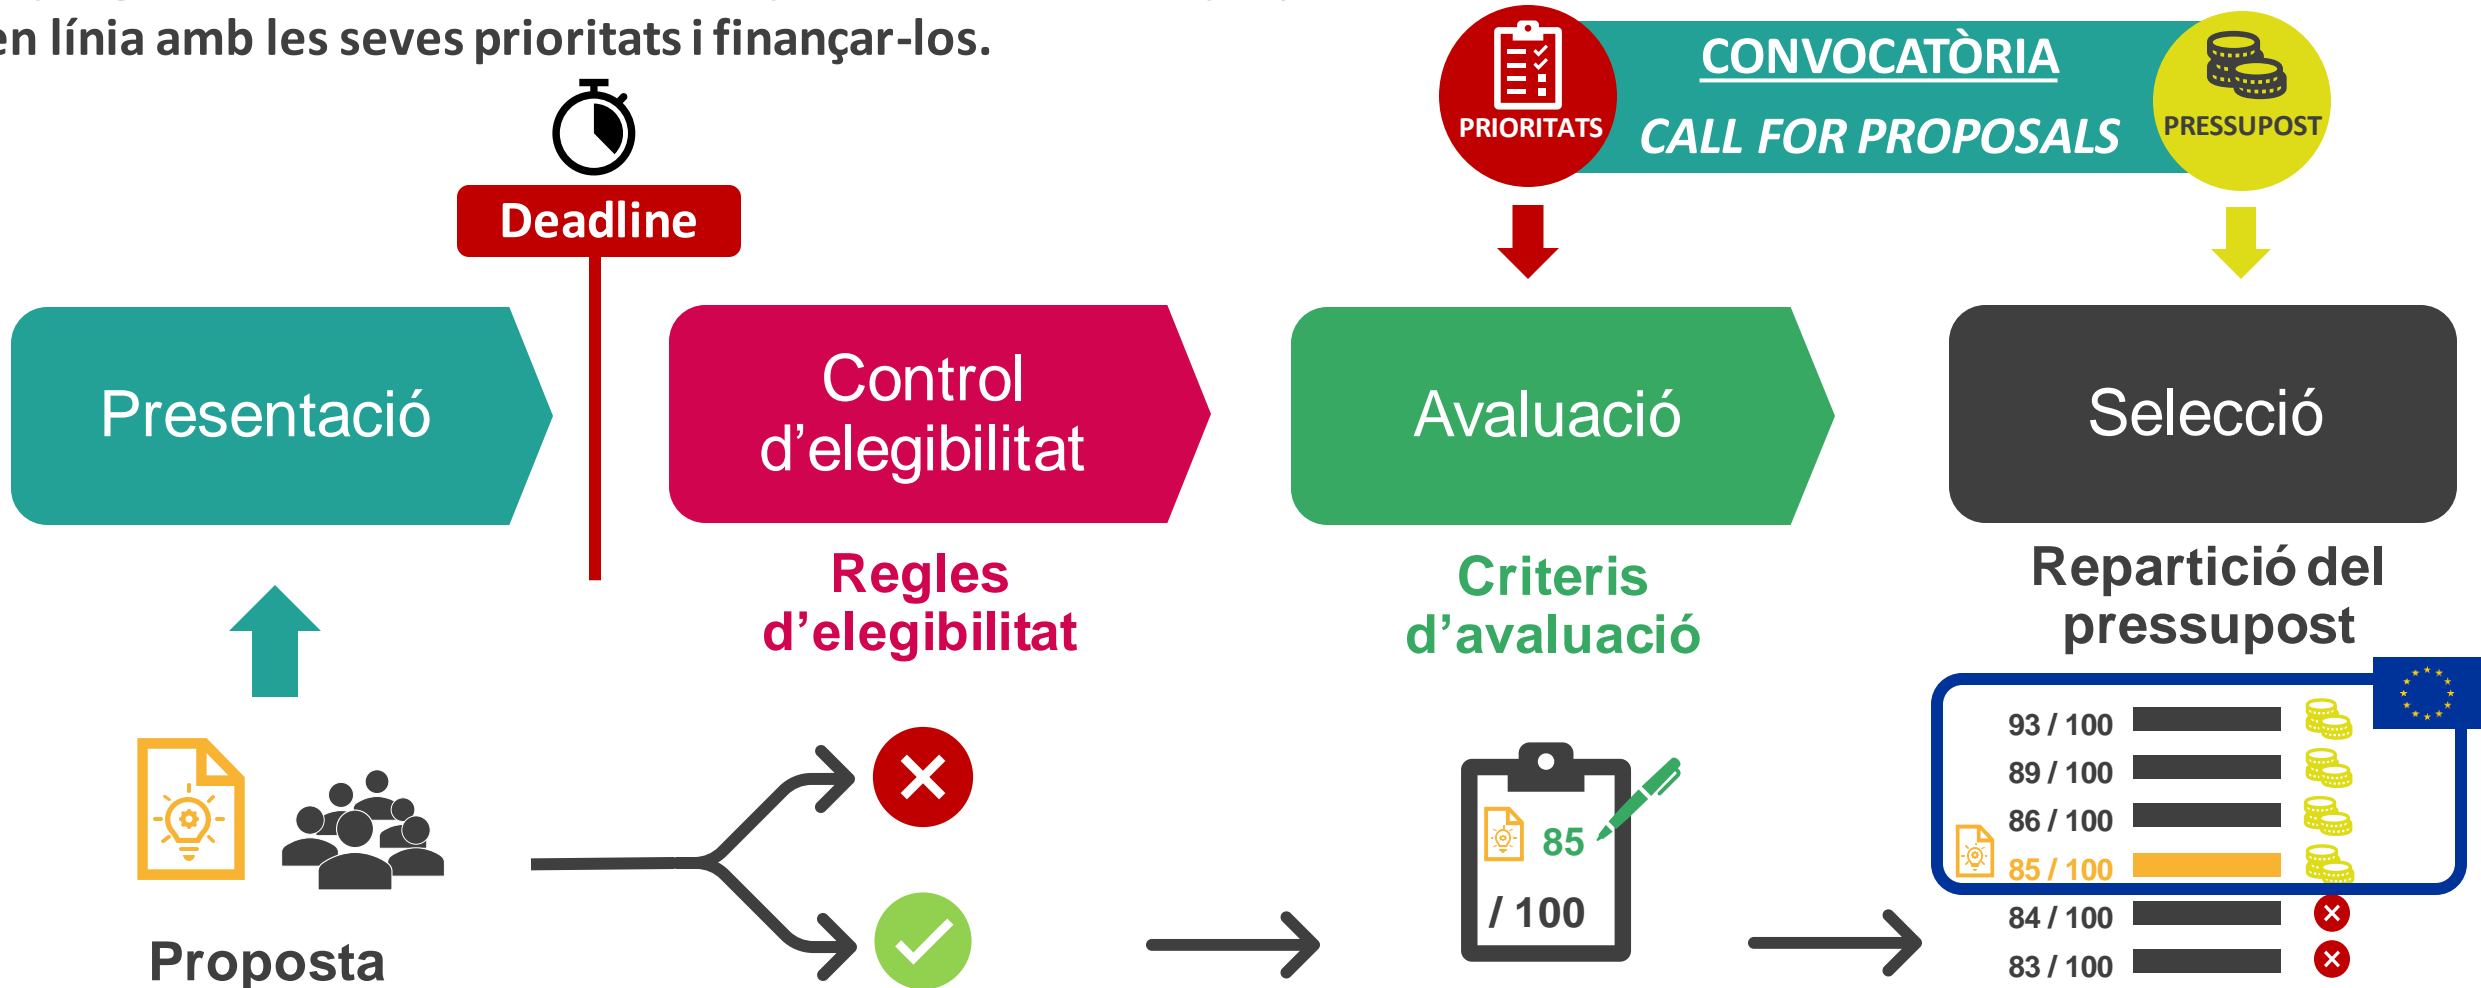 en línia amb les seves prioritats i finançar-los.
CONVOCATÒRIA
CALL FOR PROPOSALS
PRIORITATS
PRESSUPOST
Deadline
Presentació
Control
d’elegibilitat
Avaluació
Selecció
Regles
d’elegibilitat
Criteris
d’avaluació
Repartició del
pressupost
Proposta
85
/ 100
93 / 100
89 / 100
86 / 100
85 / 100
84 / 100
83 / 100